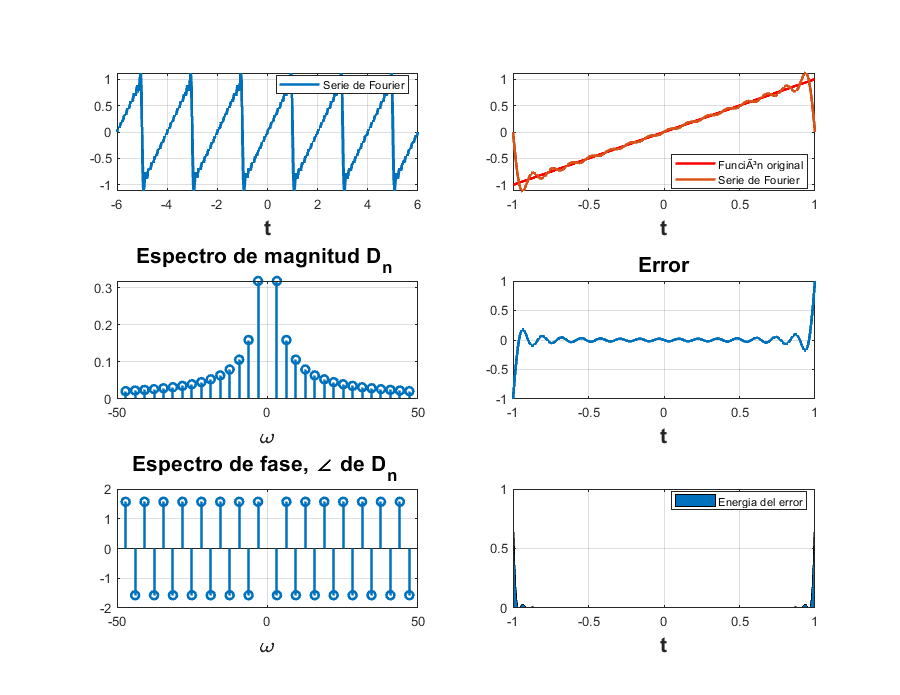 1
0.5
0
-0.5
-1
-6 -4 -2 0 2 4 6
t
Serie de Fourier
1
0.5
0
-0.5
-1
-1 -0.5 0 0.5 1
t
FunciÃ³n original
Serie de Fourier
Espectro de magnitud Dn
0.3
0.2
0.1
0
-50 0 50
ω
Error
1
0.5
0
-0.5
-1
-1 -0.5 0 0.5 1
t
Espectro de fase, ∠ de Dn
2
1
0
-1
-2
-50 0 50
ω
1
0.5
0
-1 -0.5 0 0.5 1
t
Energia del error